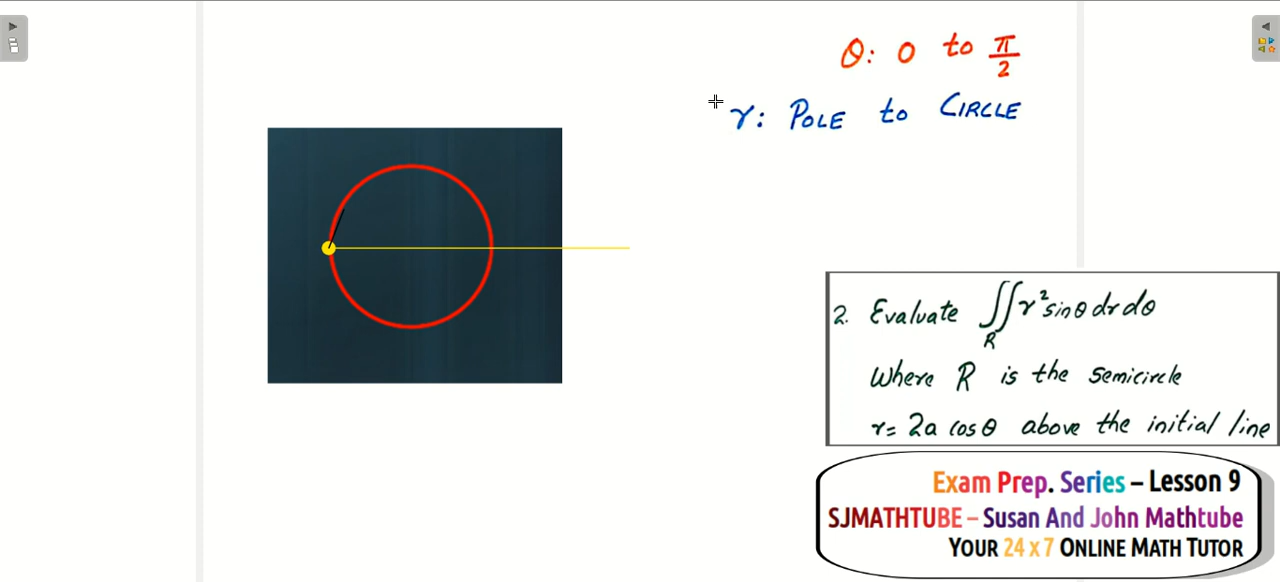 θ: 0 to π/2
r: POLE to CIRCLE
2. Evaluate ∬_R r² sin θ dr dθ
Where R is the semicircle
r = 2a cos θ above the initial line
Exam Prep. Series – Lesson 9
SJMATHTUBE – Susan And John Mathtube
YOUR 24 x 7 ONLINE MATH TUTOR